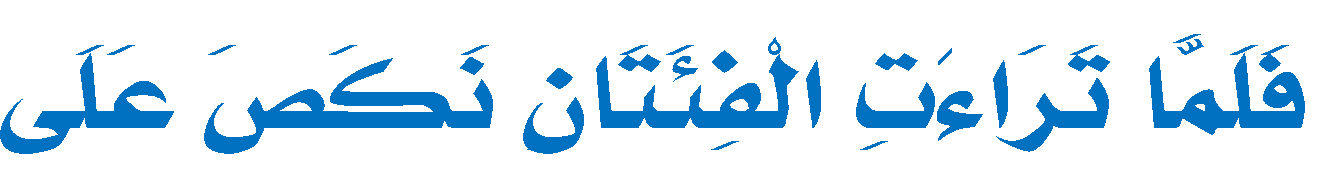 فَلَمَّا تَرَاءَتِ الْفِئَتَان نَكَصَ عَلَى